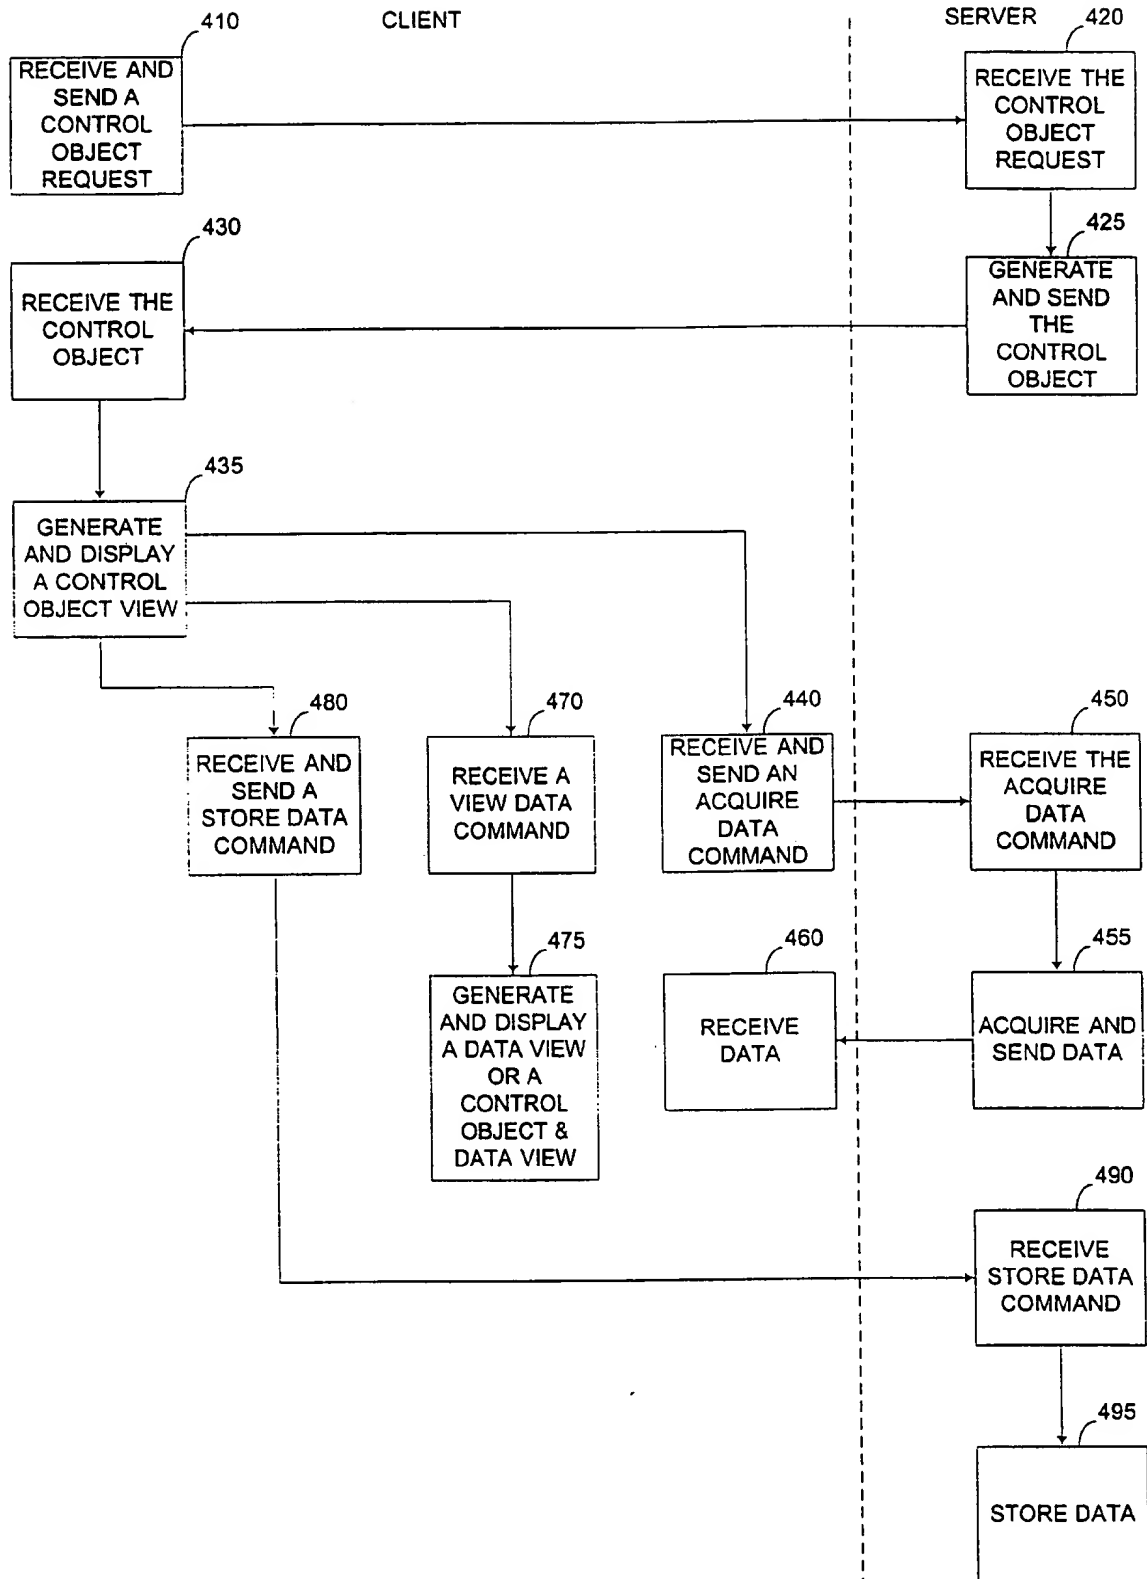 410
CLIENT
SERVER
420
RECEIVE AND
SEND A
CONTROL
OBJECT
REQUEST
RECEIVE THE
CONTROL
OBJECT
REQUEST
430
425
RECEIVE THE
CONTROL
OBJECT
GENERATE
AND SEND
THE
CONTROL
OBJECT
435
GENERATE
AND DISPLAY
A CONTROL
OBJECT VIEW
480
470
440
450
RECEIVE AND
SEND A
STORE DATA
COMMAND
RECEIVE A
VIEW DATA
COMMAND
RECEIVE AND
SEND AN
ACQUIRE
DATA
COMMAND
RECEIVE THE
ACQUIRE
DATA
COMMAND
475
460
455
GENERATE
AND DISPLAY
A DATA VIEW
OR A
CONTROL
OBJECT &
DATA VIEW
RECEIVE
DATA
ACQUIRE AND
SEND DATA
490
RECEIVE
STORE DATA
COMMAND
495
STORE DATA